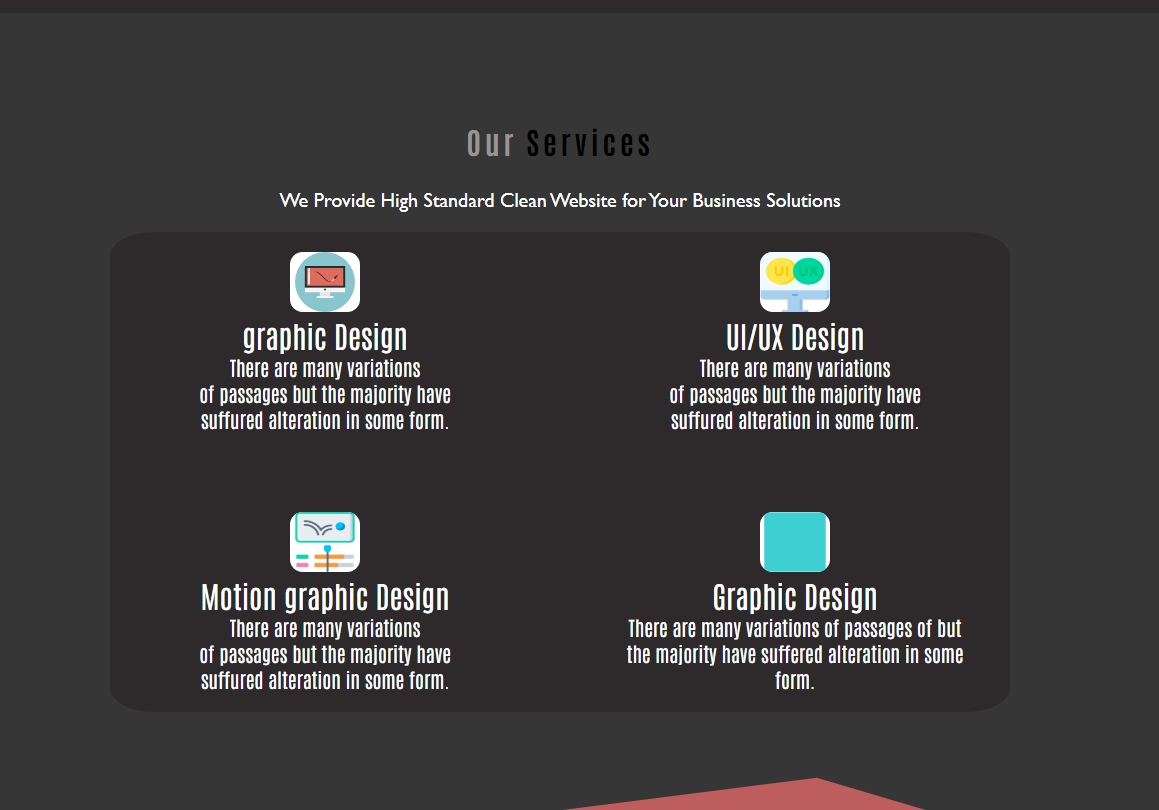 Our Services
We Provide High Standard Clean Website for Your Business Solutions
UI UX
graphic Design
UI/UX Design
There are many variations
of passages but the majority have
suffured alteration in some form.
There are many variations
of passages but the majority have
suffured alteration in some form.
Motion graphic Design
Graphic Design
There are many variations
of passages but the majority have
suffured alteration in some form.
There are many variations of passages of but
the majority have suffered alteration in some
form.